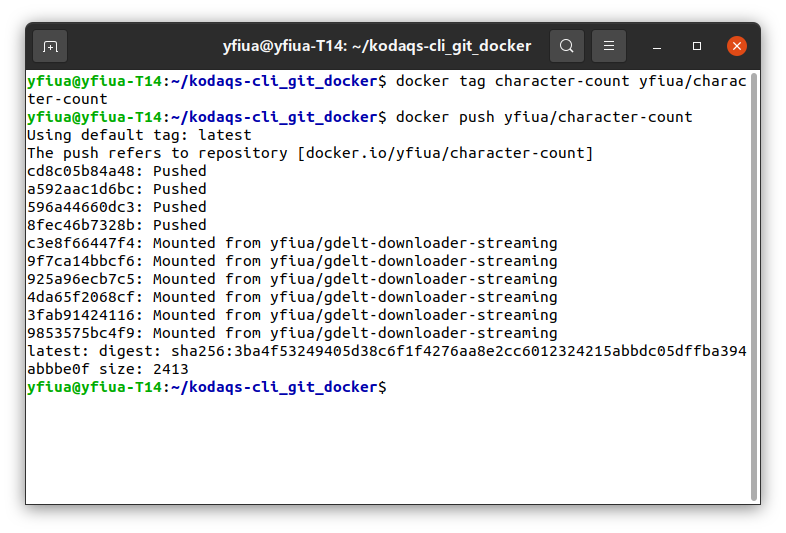 yfiua@yfiua-T14: ~/kodaqs-cli_git_docker
yfiua@yfiua-T14:~/kodaqs-cli_git_docker$ docker tag character-count yfiua/charac
ter-count
yfiua@yfiua-T14:~/kodaqs-cli_git_docker$ docker push yfiua/character-count
Using default tag: latest
The push refers to repository [docker.io/yfiua/character-count]
cd8c05b84a48: Pushed
a592aac1d6bc: Pushed
596a44660dc3: Pushed
8fec46b7328b: Pushed
c3e8f66447f4: Mounted from yfiua/gdelt-downloader-streaming
9f7ca14bbcf6: Mounted from yfiua/gdelt-downloader-streaming
925a96ecb7c5: Mounted from yfiua/gdelt-downloader-streaming
4da65f2068cf: Mounted from yfiua/gdelt-downloader-streaming
3fab91424116: Mounted from yfiua/gdelt-downloader-streaming
9853575bc4f9: Mounted from yfiua/gdelt-downloader-streaming
latest: digest: sha256:3ba4f53249405d38c6f1f4276aa8e2cc6012324215abbdc05dffba394
abbbe0f size: 2413
yfiua@yfiua-T14:~/kodaqs-cli_git_docker$